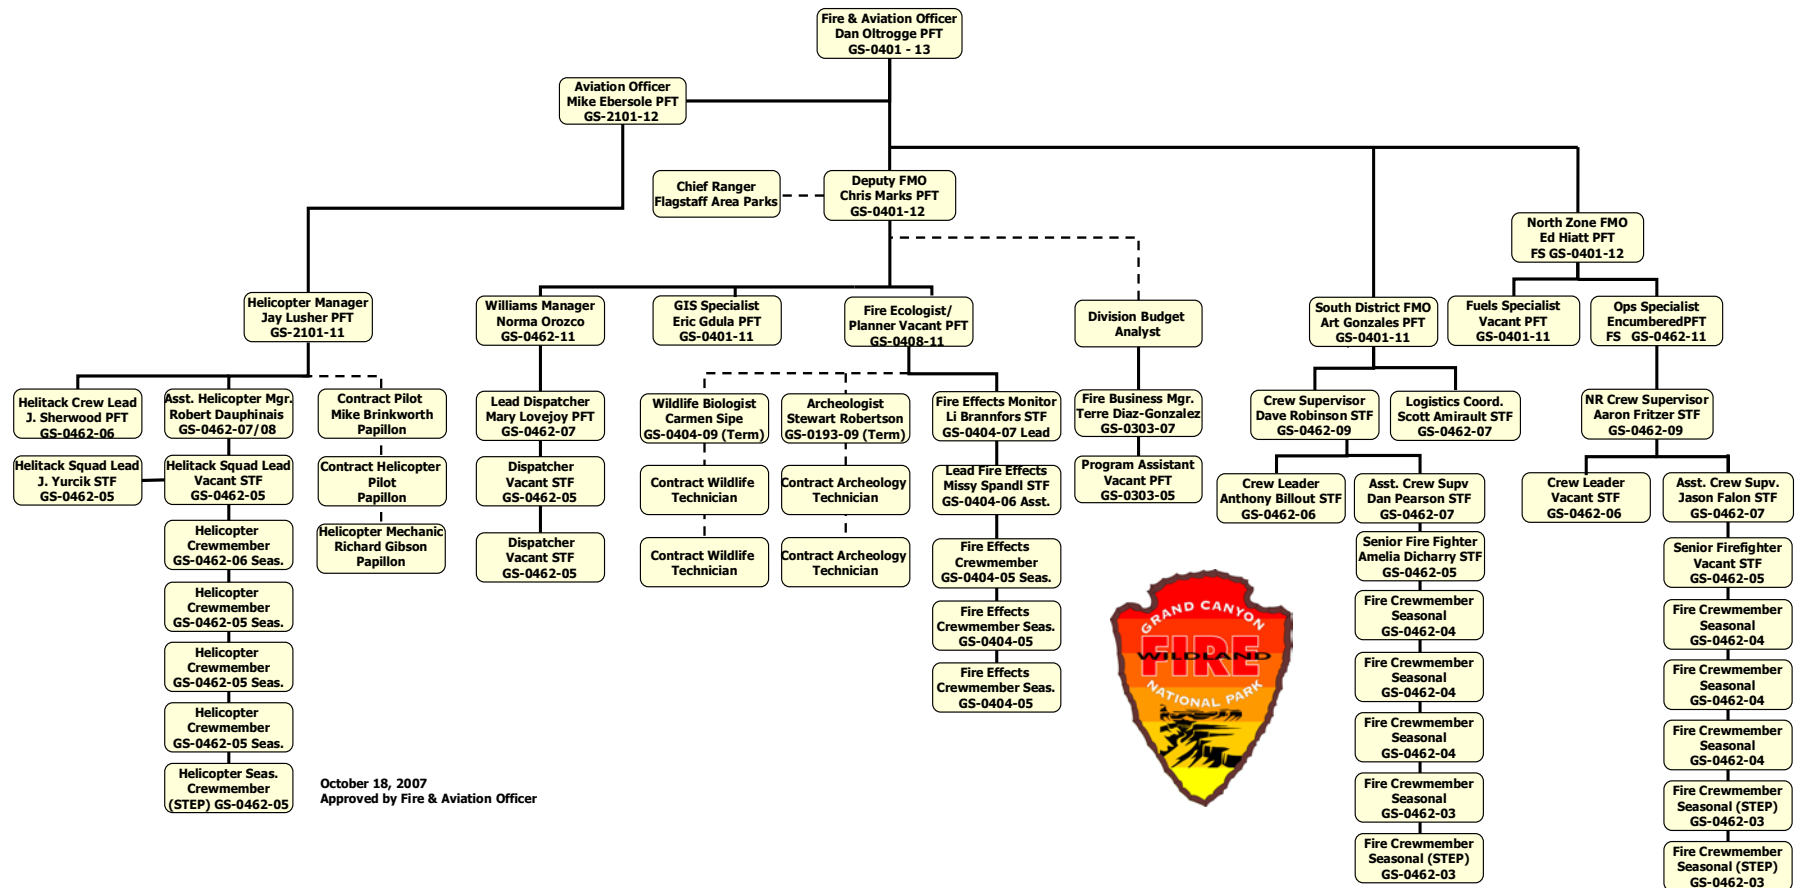 Fire & Aviation Officer
Dan Oltrogge PFT
GS-0401 - 13
Aviation Officer
Mike Ebersole PFT
GS-2101-12
Chief Ranger
Flagstaff Area Parks
Deputy FMO
Chris Marks PFT
GS-0401-12
North Zone FMO
Ed Hiatt PFT
FS GS-0401-12
Helicopter Manager
Jay Lusher PFT
GS-2101-11
Williams Manager
Norma Orozco
GS-0462-11
GIS Specialist
Eric Gdula PFT
GS-0401-11
Fire Ecologist/
Planner Vacant PFT
GS-0408-11
Division Budget
Analyst
South District FMO
Art Gonzales PFT
GS-0401-11
Fuels Specialist
Vacant PFT
GS-0401-11
Ops Specialist
EncumberedPFT
FS GS-0462-11
Helitack Crew Lead
J. Sherwood PFT
GS-0462-06
Asst. Helicopter Mgr.
Robert Dauphinais
GS-0462-07/08
Contract Pilot
Mike Brinkworth
Papillon
Lead Dispatcher
Mary Lovejoy PFT
GS-0462-07
Wildlife Biologist
Carmen Sipe
GS-0404-09 (Term)
Archeologist
Stewart Robertson
GS-0193-09 (Term)
Fire Effects Monitor
Li Brannfors STF
GS-0404-07 Lead
Fire Business Mgr.
Terre Diaz-Gonzalez
GS-0303-07
Crew Supervisor
Dave Robinson STF
GS-0462-09
Logistics Coord.
Scott Amirault STF
GS-0462-07
NR Crew Supervisor
Aaron Fritzer STF
GS-0462-09
Helitack Squad Lead
J. Yurcik STF
GS-0462-05
Helitack Squad Lead
Vacant STF
GS-0462-05
Contract Helicopter
Pilot
Papillon
Dispatcher
Vacant STF
GS-0462-05
Contract Wildlife
Technician
Contract Archeology
Technician
Lead Fire Effects
Missy Spandl STF
GS-0404-06 Asst.
Program Assistant
Vacant PFT
GS-0303-05
Crew Leader
Anthony Billout STF
GS-0462-06
Asst. Crew Supv
Dan Pearson STF
GS-0462-07
Crew Leader
Vacant STF
GS-0462-06
Asst. Crew Supv.
Jason Falon STF
GS-0462-07
Helicopter
Crewmember
GS-0462-06 Seas.
Helicopter Mechanic
Richard Gibson
Papillon
Dispatcher
Vacant STF
GS-0462-05
Contract Wildlife
Technician
Contract Archeology
Technician
Fire Effects
Crewmember
GS-0404-05 Seas.
Senior Fire Fighter
Amelia Dicharry STF
GS-0462-05
Senior Firefighter
Vacant STF
GS-0462-05
Helicopter
Crewmember
GS-0462-05 Seas.
Fire Effects
Crewmember Seas.
GS-0404-05
Fire Crewmember
Seasonal
GS-0462-04
Fire Crewmember
Seasonal
GS-0462-04
Helicopter
Crewmember
GS-0462-05 Seas.
Fire Effects
Crewmember Seas.
GS-0404-05
Fire Crewmember
Seasonal
GS-0462-04
Fire Crewmember
Seasonal
GS-0462-04
Helicopter
Crewmember
GS-0462-05 Seas.
Fire Crewmember
Seasonal
GS-0462-04
Fire Crewmember
Seasonal
GS-0462-04
Helicopter Seas.
Crewmember
(STEP) GS-0462-05
Fire Crewmember
Seasonal
GS-0462-03
Fire Crewmember
Seasonal (STEP)
GS-0462-03
Fire Crewmember
Seasonal (STEP)
GS-0462-03
Fire Crewmember
Seasonal (STEP)
GS-0462-03
GRAND CANYON
FIRE
WILDLAND
NATIONAL PARK
October 18, 2007
Approved by Fire & Aviation Officer